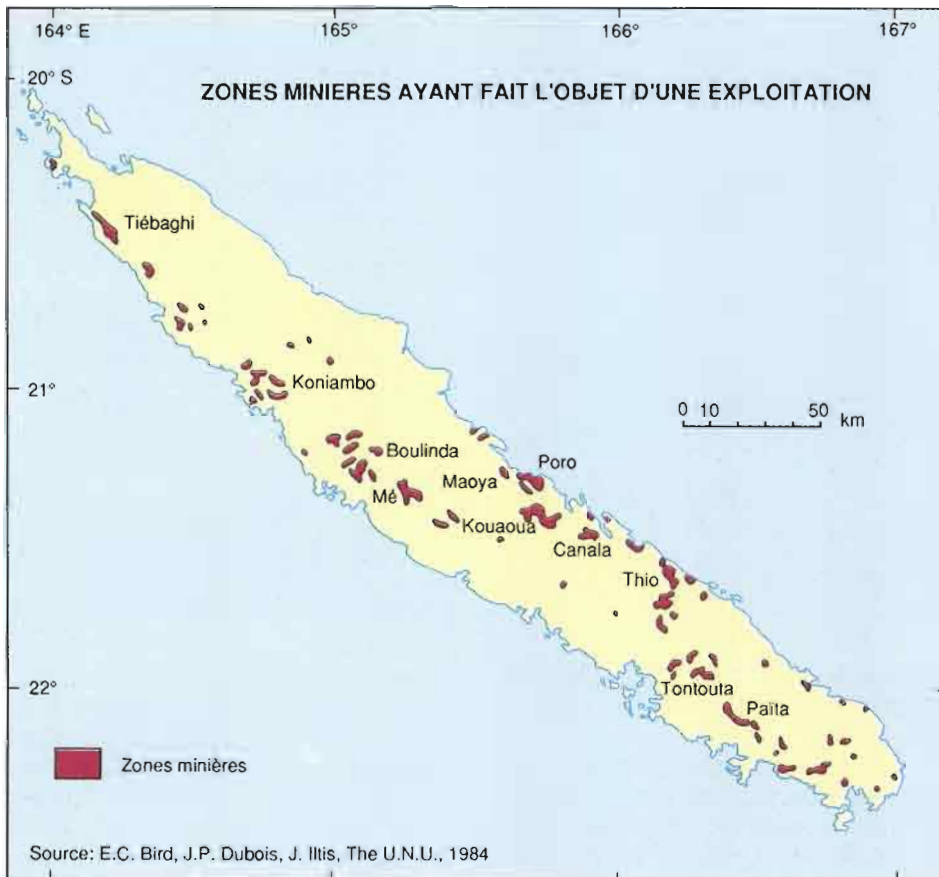 164° E
165°
166°
167°
20° S
ZONES MINIERES AYANT FAIT L'OBJET D'UNE EXPLOITATION
Tiébaghi
Koniambo
21°
0 10 50 km
Boulinda
Poro
Maoya
Mé
Kouaoua
Canala
Thio
22°
Tontouta
Païta
Zones minières
Source: E.C. Bird, J.P. Dubois, J. Iltis, The U.N.U., 1984